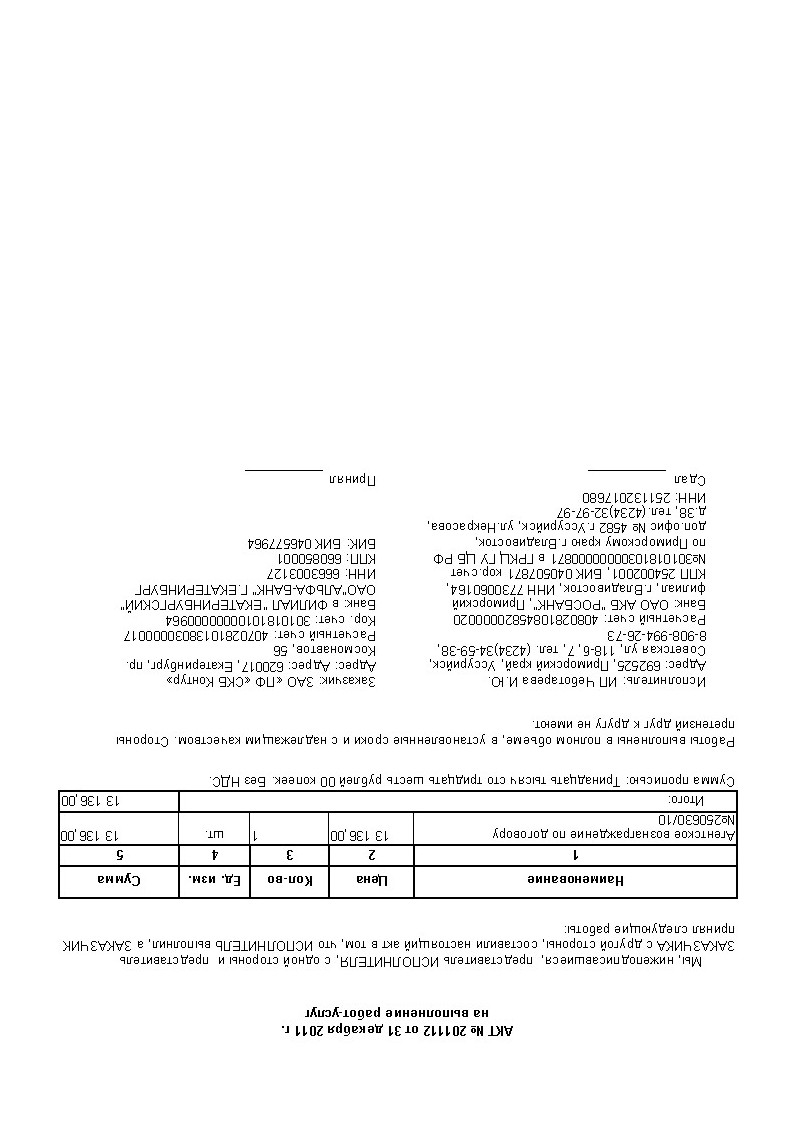 АКТ № 201112 от 31 декабря 2011 г.
на выполнение работ-услуг
Мы, нижеподписавшиеся, представитель ИСПОЛНИТЕЛЯ, с одной стороны и представитель
ЗАКАЗЧИКА с другой стороны, составили настоящий акт в том, что ИСПОЛНИТЕЛЬ выполнил, а ЗАКАЗЧИК
принял следующие работы:
Наименование Цена Кол-во Ед. изм. Сумма
1 2 3 4 5
Агентское вознаграждение по договору
№250630/10 13 136,00 1 шт. 13 136,00
Итого: 13 136,00
Сумма прописью: Тринадцать тысяч сто тридцать шесть рублей 00 копеек. Без НДС.
Работы выполнены в полном объеме, в установленные сроки и с надлежащим качеством. Стороны
претензий друг к другу не имеют.
Исполнитель: ИП Чеботарева И.Ю.
Адрес: 692525, Приморский край, Уссурийск,
Советская ул, 118-б, 7, тел. (4234)34-59-38,
8-908-994-26-73
Расчетный счет: 40802810845820000020
Банк: ОАО АКБ "РОСБАНК", Приморский
филиал, г.Владивосток, ИНН 7730060164,
КПП 254002001, БИК 040507871 кор.счет
№30101810300000000871 в ГРКЦ ГУ ЦБ РФ
по Приморскому краю г.Владивосток,
доп.офис № 4582 г.Уссурийск, ул.Некрасова,
д.38, тел.(4234)32-97-97
ИНН: 251132017680
Сдал
Заказчик: ЗАО «ПФ «СКБ Контур»
Адрес: Адрес: 620017, Екатеринбург, пр.
Космонавтов, 56
Расчетный счет: 40702810138030000017
Кор. счет: 30101810100000000964
Банк: в ФИЛИАЛ "ЕКАТЕРИНБУРГСКИЙ"
ОАО"АЛЬФА-БАНК" Г.ЕКАТЕРИНБУРГ
ИНН: 6663003127
КПП: 660850001
БИК: БИК 046577964
Принял